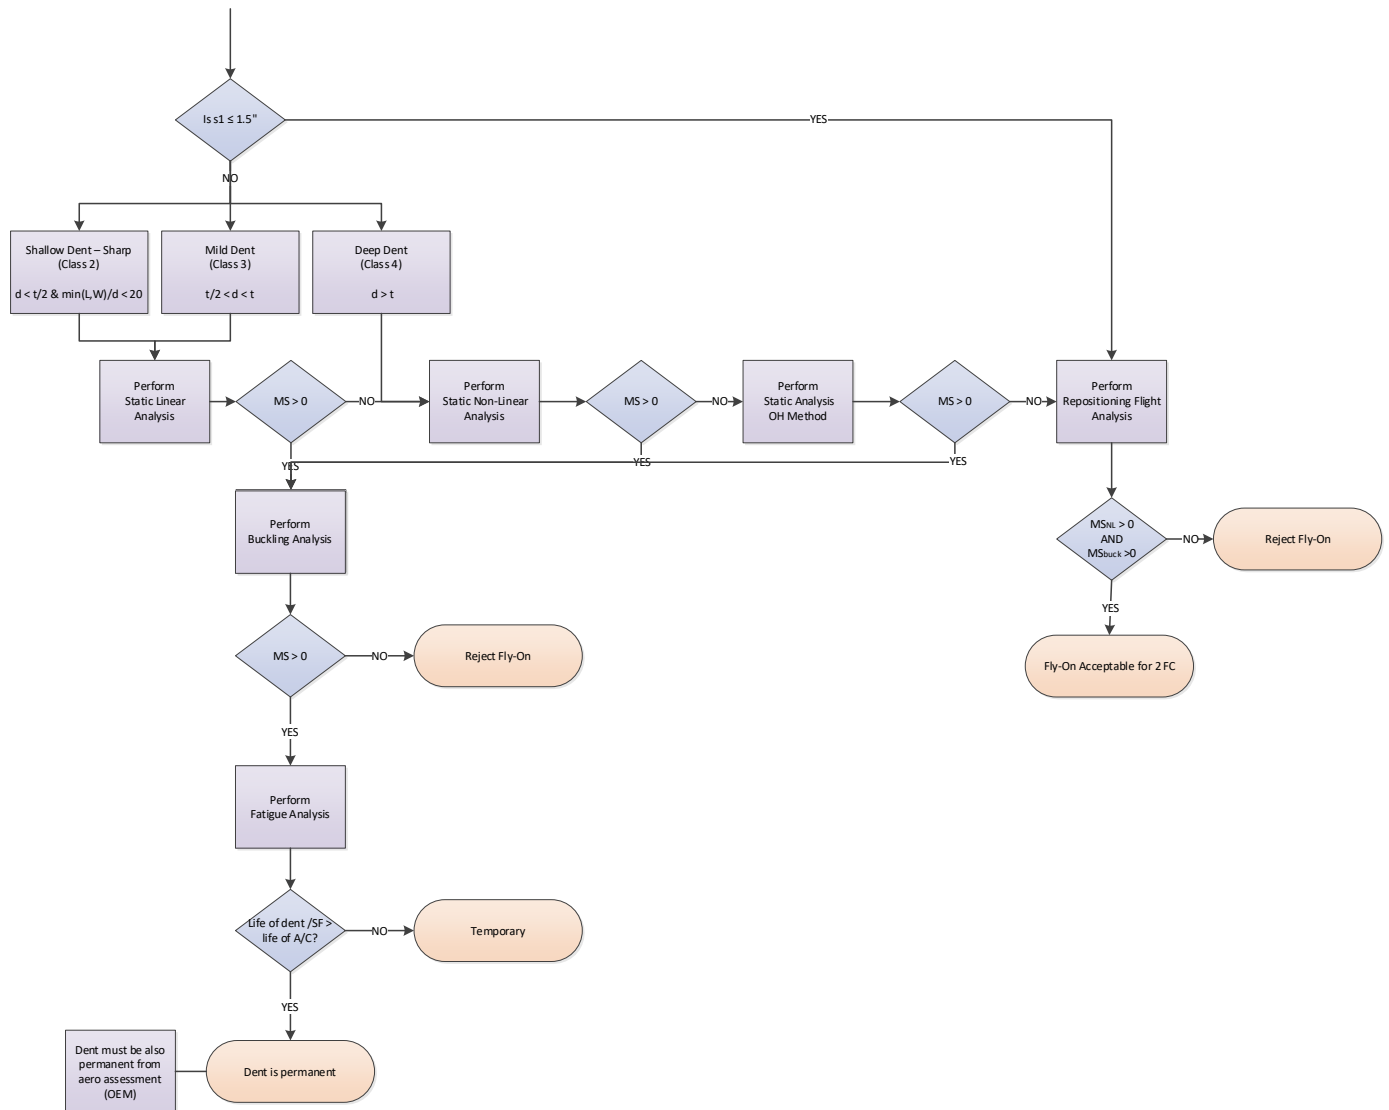 Is s1 ≤ 1.5"
YES
NO
Shallow Dent – Sharp
(Class 2)
d < t/2 & min(L,W)/d < 20
Mild Dent
(Class 3)
t/2 < d < t
Deep Dent
(Class 4)
d > t
Perform
Static Linear
Analysis
MS > 0
NO
Perform
Static Non-Linear
Analysis
MS > 0
NO
Perform
Static Analysis
OH Method
MS > 0
NO
Perform
Repositioning Flight
Analysis
YES
YES
YES
Perform
Buckling Analysis
MSNL > 0
AND
MSbuck >0
NO
Reject Fly-On
YES
Fly-On Acceptable for 2 FC
MS > 0
NO
Reject Fly-On
YES
Perform
Fatigue Analysis
Life of dent /SF >
life of A/C?
NO
Temporary
YES
Dent must be also
permanent from
aero assessment
(OEM)
Dent is permanent